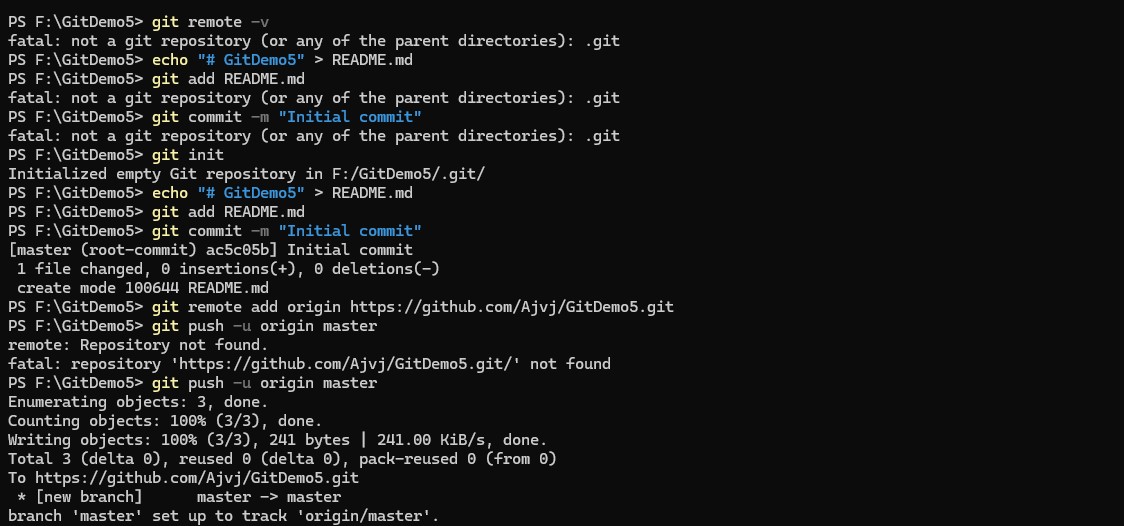 PS F:\GitDemo5> git remote -v
fatal: not a git repository (or any of the parent directories): .git
PS F:\GitDemo5> echo "# GitDemo5" > README.md
PS F:\GitDemo5> git add README.md
fatal: not a git repository (or any of the parent directories): .git
PS F:\GitDemo5> git commit -m "Initial commit"
fatal: not a git repository (or any of the parent directories): .git
PS F:\GitDemo5> git init
Initialized empty Git repository in F:/GitDemo5/.git/
PS F:\GitDemo5> echo "# GitDemo5" > README.md
PS F:\GitDemo5> git add README.md
PS F:\GitDemo5> git commit -m "Initial commit"
[master (root-commit) ac5c05b] Initial commit
 1 file changed, 0 insertions(+), 0 deletions(-)
 create mode 100644 README.md
PS F:\GitDemo5> git remote add origin https://github.com/Ajvj/GitDemo5.git
PS F:\GitDemo5> git push -u origin master
remote: Repository not found.
fatal: repository 'https://github.com/Ajvj/GitDemo5.git/' not found
PS F:\GitDemo5> git push -u origin master
Enumerating objects: 3, done.
Counting objects: 100% (3/3), done.
Writing objects: 100% (3/3), 241 bytes | 241.00 KiB/s, done.
Total 3 (delta 0), reused 0 (delta 0), pack-reused 0 (from 0)
To https://github.com/Ajvj/GitDemo5.git
 * [new branch]      master -> master
branch 'master' set up to track 'origin/master'.